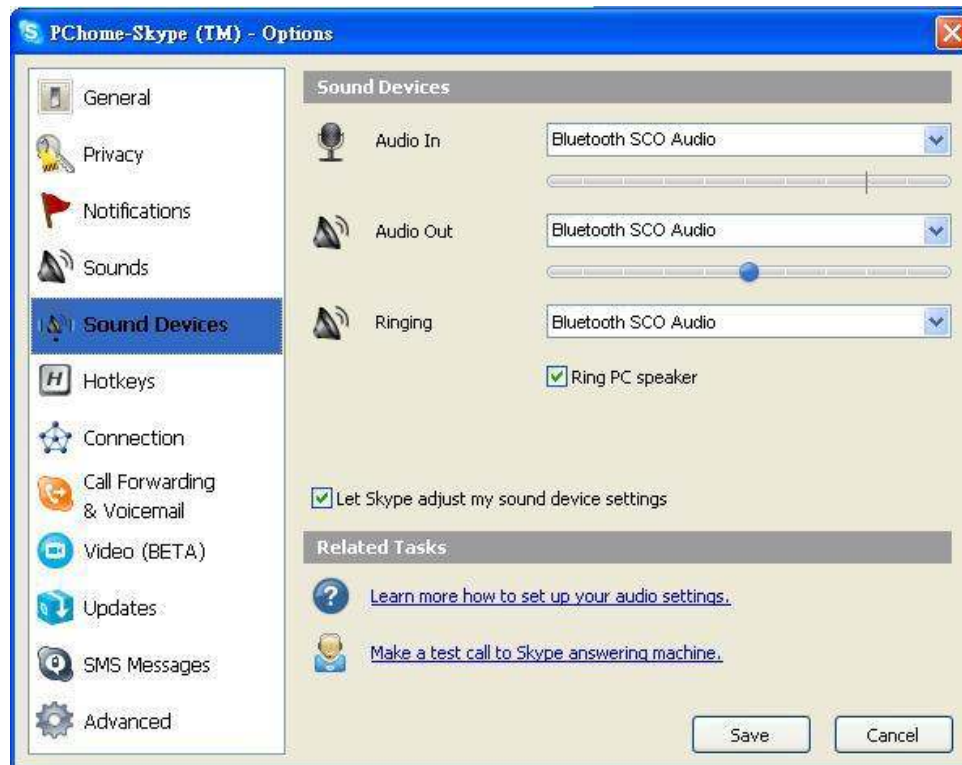 PChome-Skype (TM) - Options
General
Privacy
Notifications
Sounds
Sound Devices
Hotkeys
Connection
Call Forwarding
& Voicemail
Video (BETA)
Updates
SMS Messages
Advanced
Sound Devices
Audio In
Bluetooth SCO Audio
Audio Out
Bluetooth SCO Audio
Ringing
Bluetooth SCO Audio
Ring PC speaker
Let Skype adjust my sound device settings
Related Tasks
Learn more how to set up your audio settings.
Make a test call to Skype answering machine.
Save
Cancel